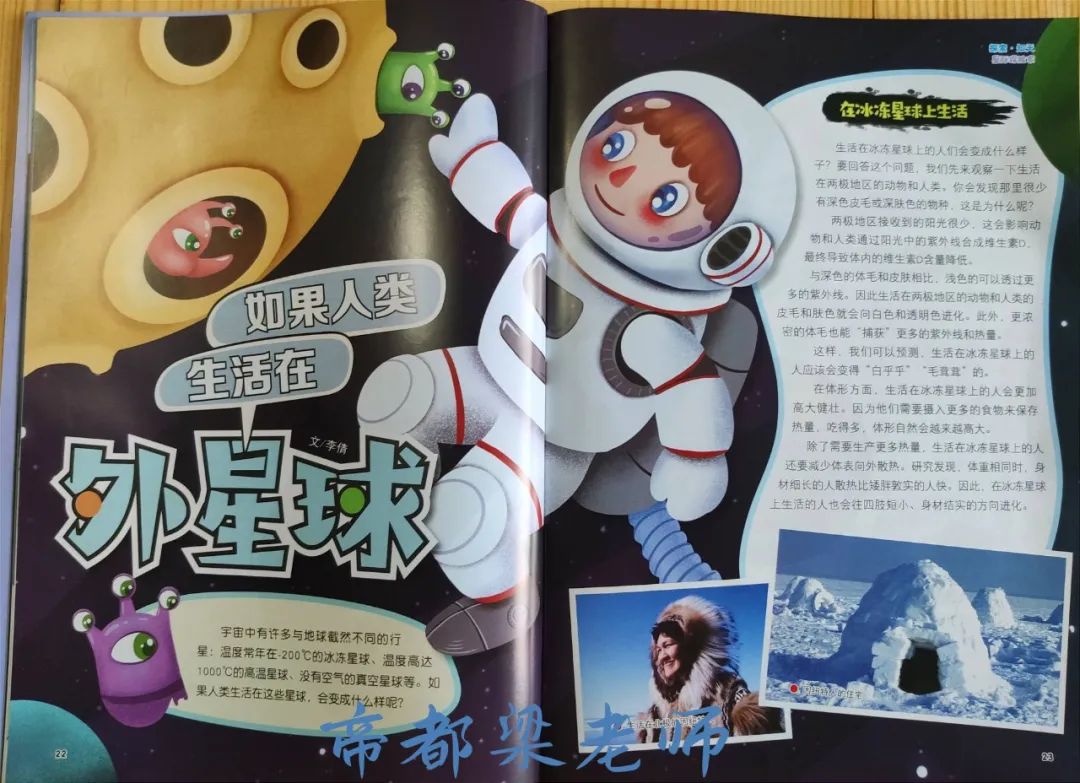 如果人类
生活在
外星球
文/李倩
宇宙中有许多与地球截然不同的行
星：温度常年在-200℃的冰冻星球、温度高达
1000℃的高温星球、没有空气的真空星球等。如
果人类生活在这些星球，会变成什么样呢？
22
探索·知天
在冰冻星球上生活
生活在冰冻星球上的人们会变成什么样
子？要回答这个问题，我们先来观察一下生活
在两极地区的动物和人类。你会发现那里很少
有深色皮毛或深肤色的物种，这是为什么呢？
两极地区接收到的阳光很少，这会影响动
物和人类通过阳光中的紫外线合成维生素D，
最终导致体内的维生素D含量降低。
与深色的体毛和皮肤相比，浅色的可以透过更
多的紫外线。因此生活在两极地区的动物和人类的
皮毛和肤色就会向白色和透明色进化。此外，更浓
密的体毛也能“捕获”更多的紫外线和热量。
这样，我们可以预测，生活在冰冻星球上的
人应该会变得“白乎乎”“毛茸茸”的。
在体形方面，生活在冰冻星球上的人会更加
高大健壮。因为他们需要摄入更多的食物来保存
热量，吃得多，体形自然会越来越高大。
除了需要生产更多热量，生活在冰冻星球上的人
还要减少体表向外散热。研究发现，体重相同时，身
材细长的人散热比矮胖敦实的人快。因此，在冰冻星球
上生活的人也会往四肢短小、身材结实的方向进化。
生活在北极
因纽特人的住宅
23
帝都梁老师